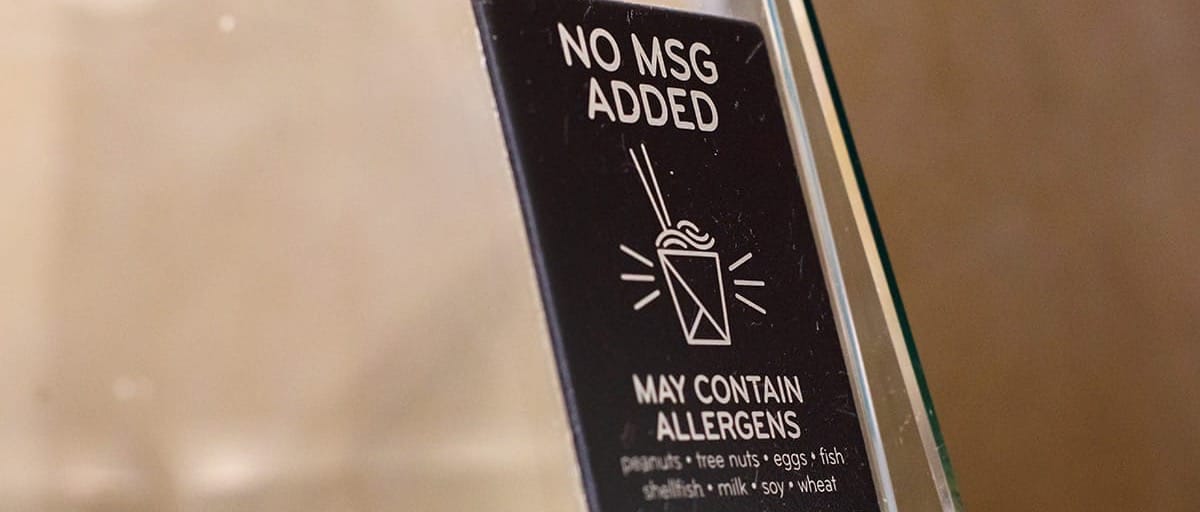 NO MSG
ADDED
MAY CONTAIN
ALLERGENS
peanuts • tree nuts • eggs • fish
shellfish • milk • soy • wheat